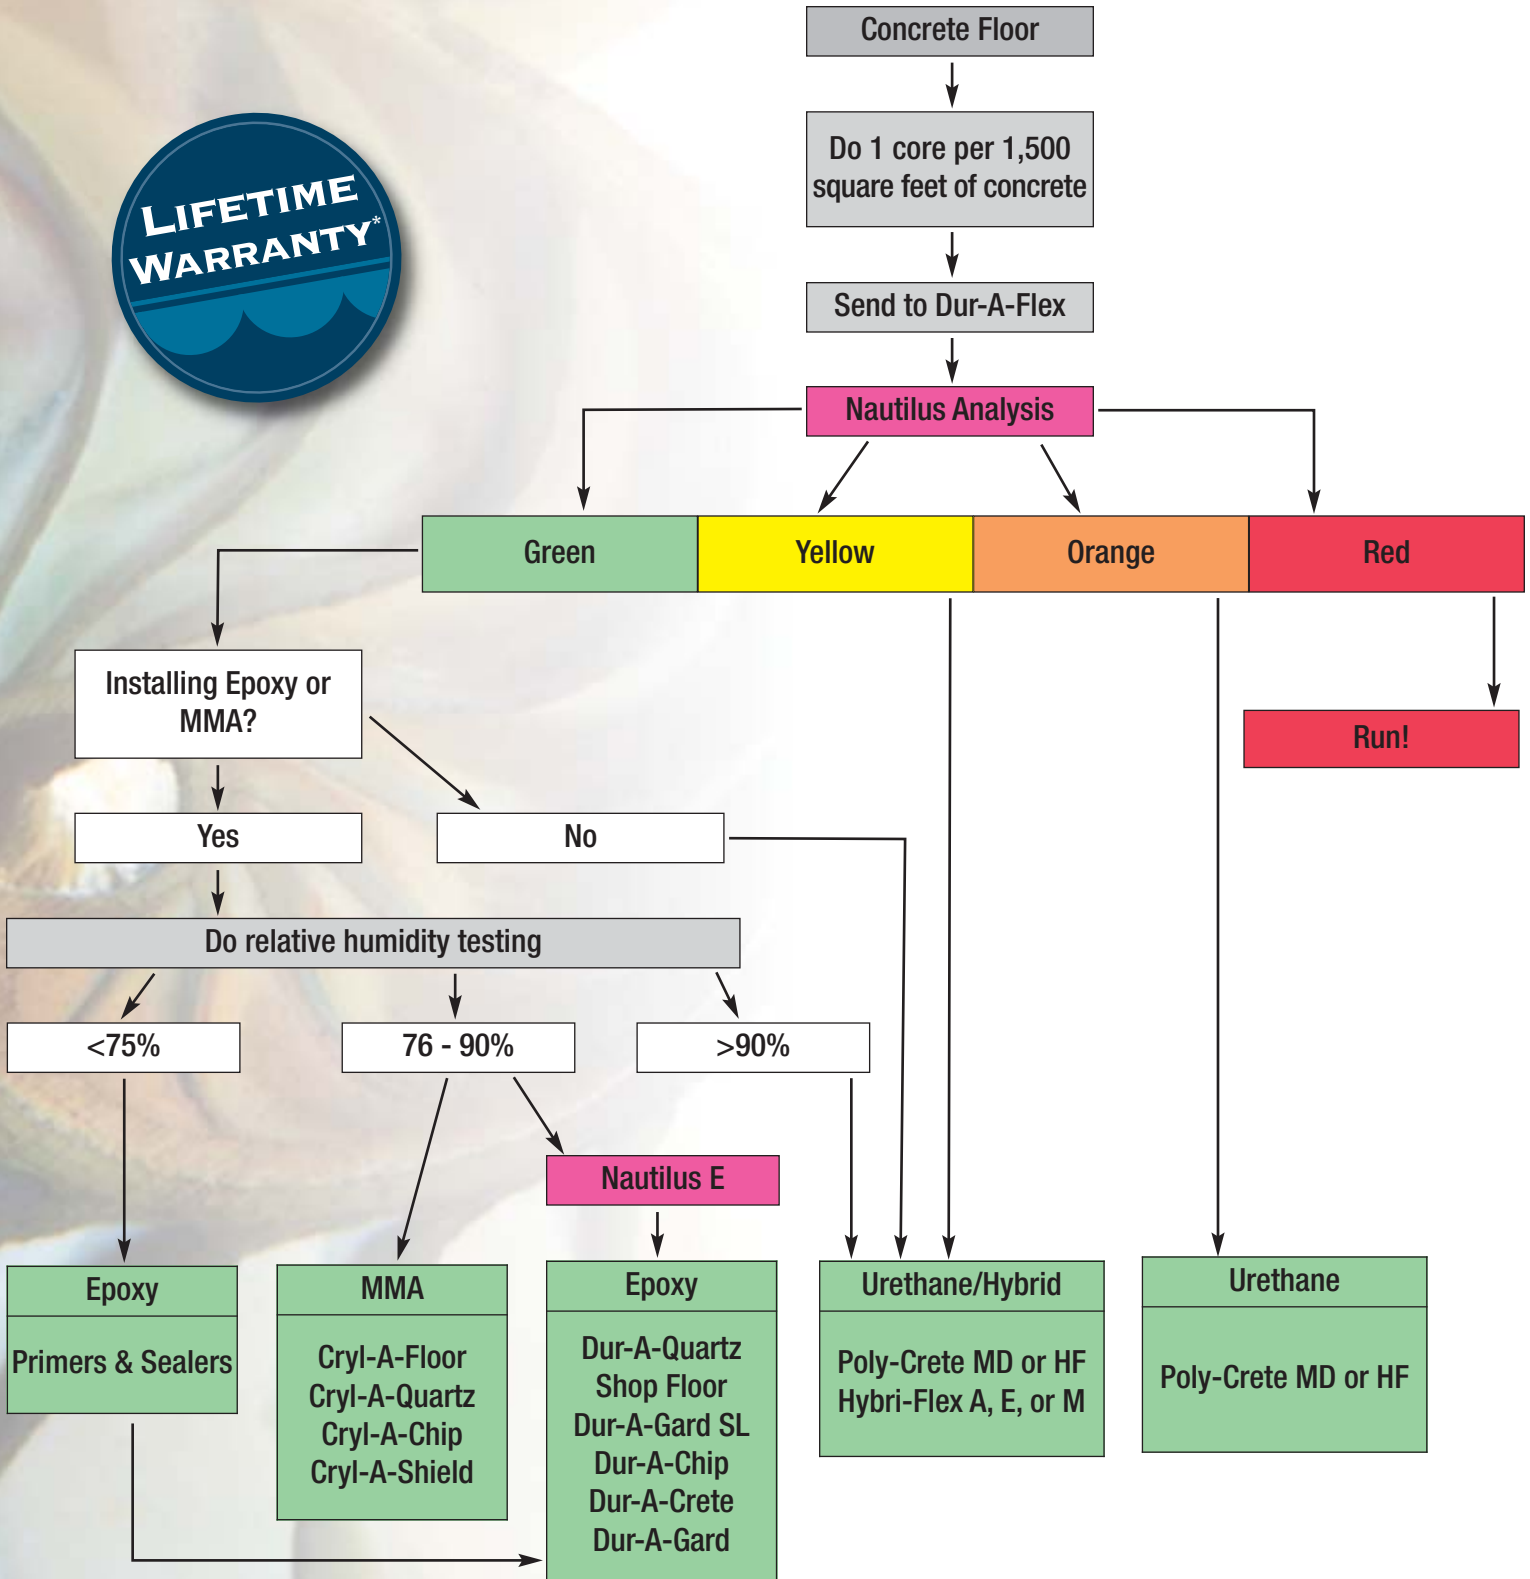 Concrete Floor
LIFETIME
WARRANTY*
Do 1 core per 1,500
square feet of concrete
Send to Dur-A-Flex
Nautilus Analysis
Green
Yellow
Orange
Red
Installing Epoxy or
MMA?
Run!
Yes
No
Do relative humidity testing
<75%
76 - 90%
>90%
Nautilus E
Epoxy
Primers & Sealers
MMA
Cryl-A-Floor
Cryl-A-Quartz
Cryl-A-Chip
Cryl-A-Shield
Epoxy
Dur-A-Quartz
Shop Floor
Dur-A-Gard SL
Dur-A-Chip
Dur-A-Crete
Dur-A-Gard
Urethane/Hybrid
Poly-Crete MD or HF
Hybri-Flex A, E, or M
Urethane
Poly-Crete MD or HF